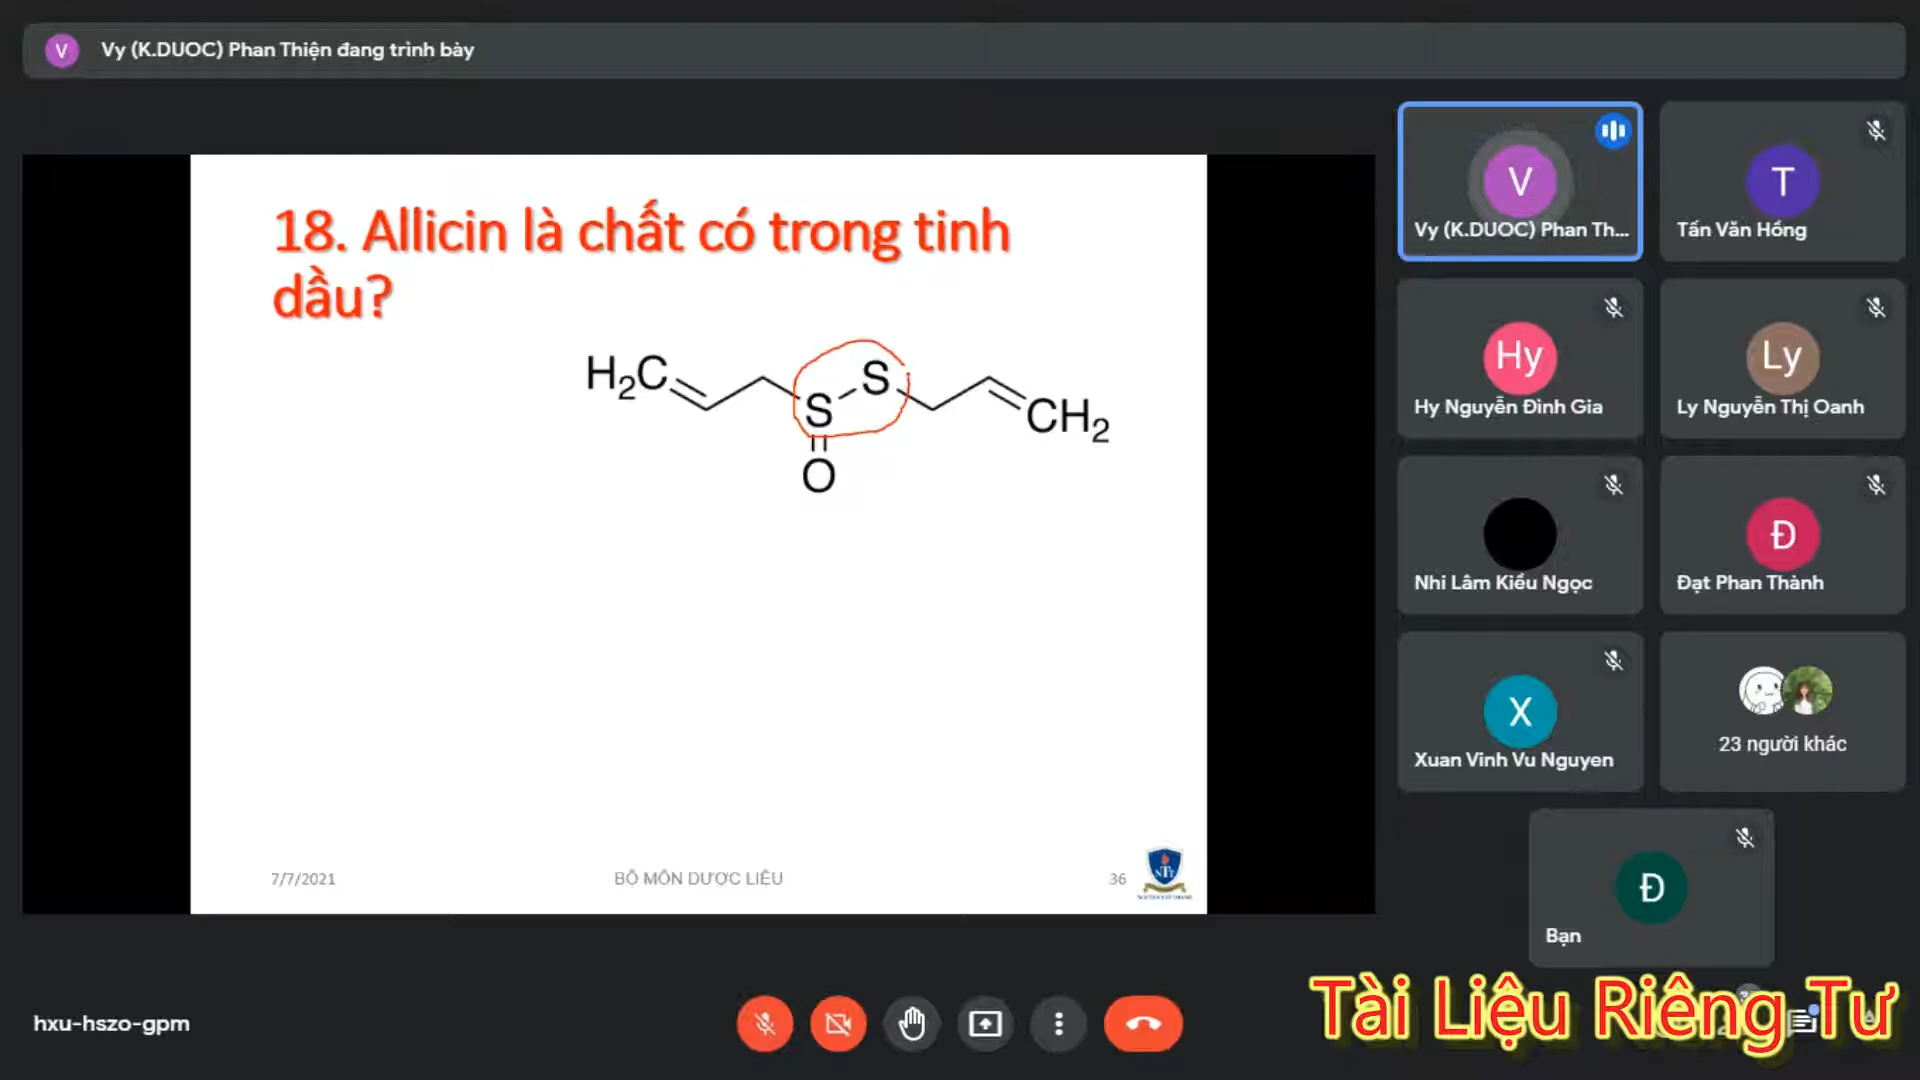 V
Vy (K.DUOC) Phan Thiện đang trình bày
18. Allicin là chất có trong tinh
dầu?
H₂C
S
S
CH₂
O
7/7/2021
BỘ MÔN DƯỢC LIỆU
36
NTT
V
Vy (K.DUOC) Phan Th...
T
Tấn Văn Hồng
Hy
Hy Nguyễn Đình Gia
Ly
Ly Nguyễn Thị Oanh
Nhi Lâm Kiều Ngọc
Đ
Đạt Phan Thành
X
Xuan Vinh Vu Nguyen
23 người khác
Đ
Bạn
hxu-hszo-gpm
Tài Liệu Riêng Tư